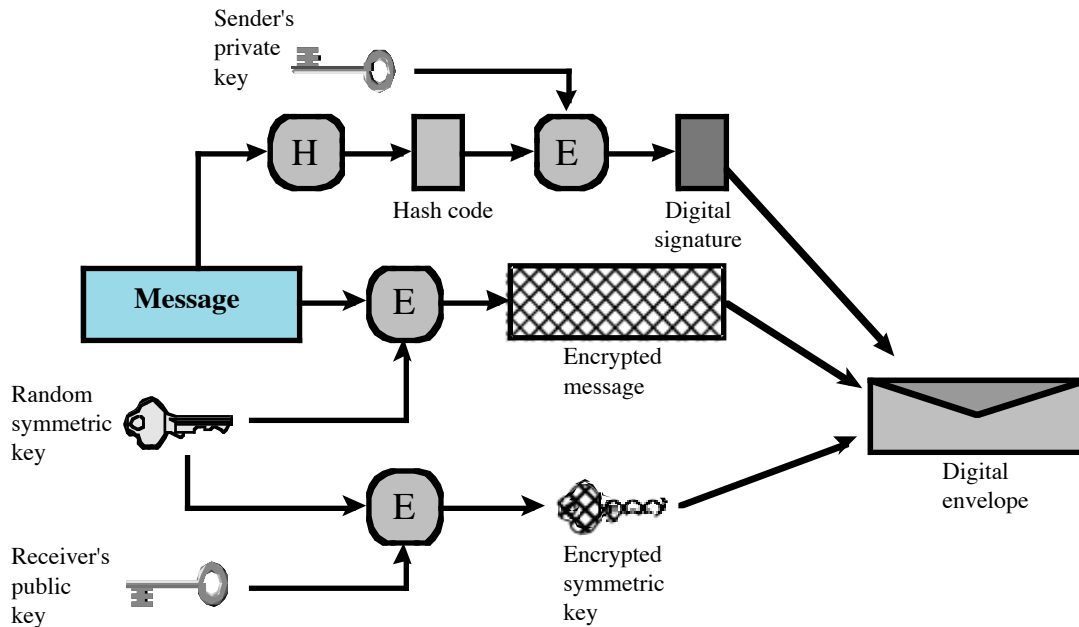 Sender's
private
key
H
E
Hash code
Digital
signature
Message
E
Encrypted
message
Random
symmetric
key
Digital
envelope
E
Receiver's
public
key
Encrypted
symmetric
key